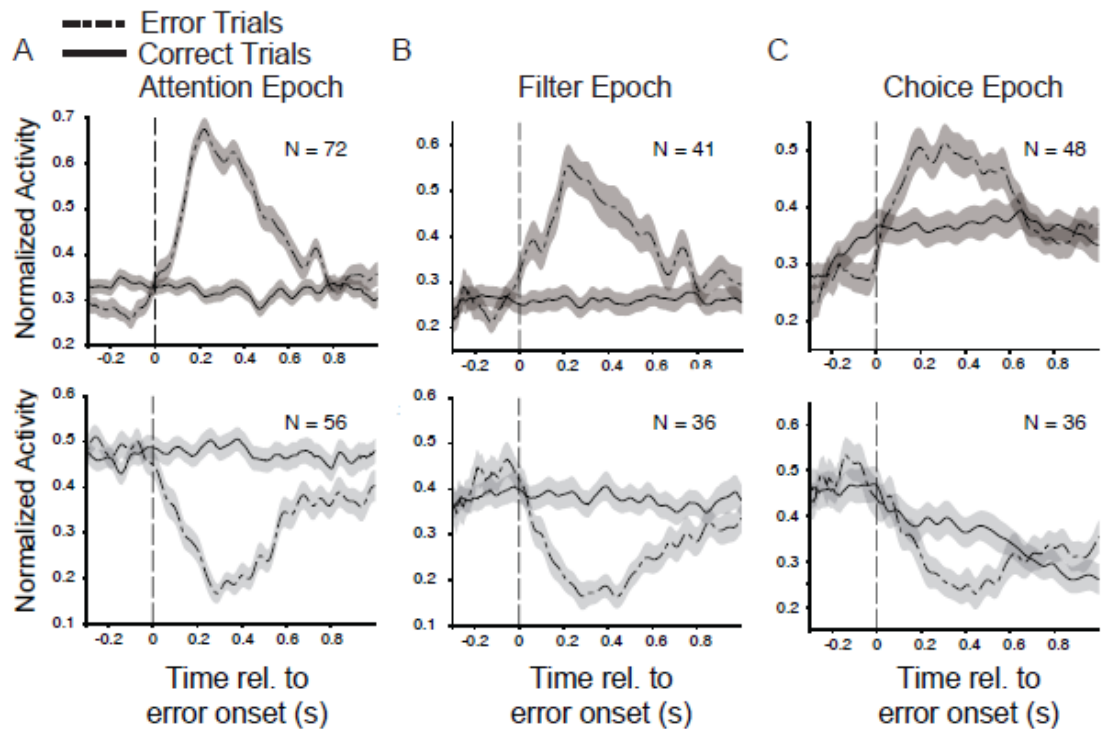 Error Trials
Correct Trials
A
Attention Epoch
B
Filter Epoch
C
Choice Epoch
Normalized Activity
0.7
0.6
0.5
0.4
0.3
0.2
N = 72
-0.2 0 0.2 0.4 0.6 0.8
0.6
0.5
0.4
0.3
0.2
N = 41
-0.2 0 0.2 0.4 0.6 0.8
0.5
0.4
0.3
0.2
N = 48
-0.2 0 0.2 0.4 0.6 0.8
Normalized Activity
0.6
0.5
0.4
0.3
0.2
0.1
N = 56
-0.2 0 0.2 0.4 0.6 0.8
0.6
0.5
0.4
0.3
0.2
0.1
N = 36
-0.2 0 0.2 0.4 0.6 0.8
0.6
0.5
0.4
0.3
0.2
N = 36
-0.2 0 0.2 0.4 0.6 0.8
Time rel. to
error onset (s)
Time rel. to
error onset (s)
Time rel. to
error onset (s)